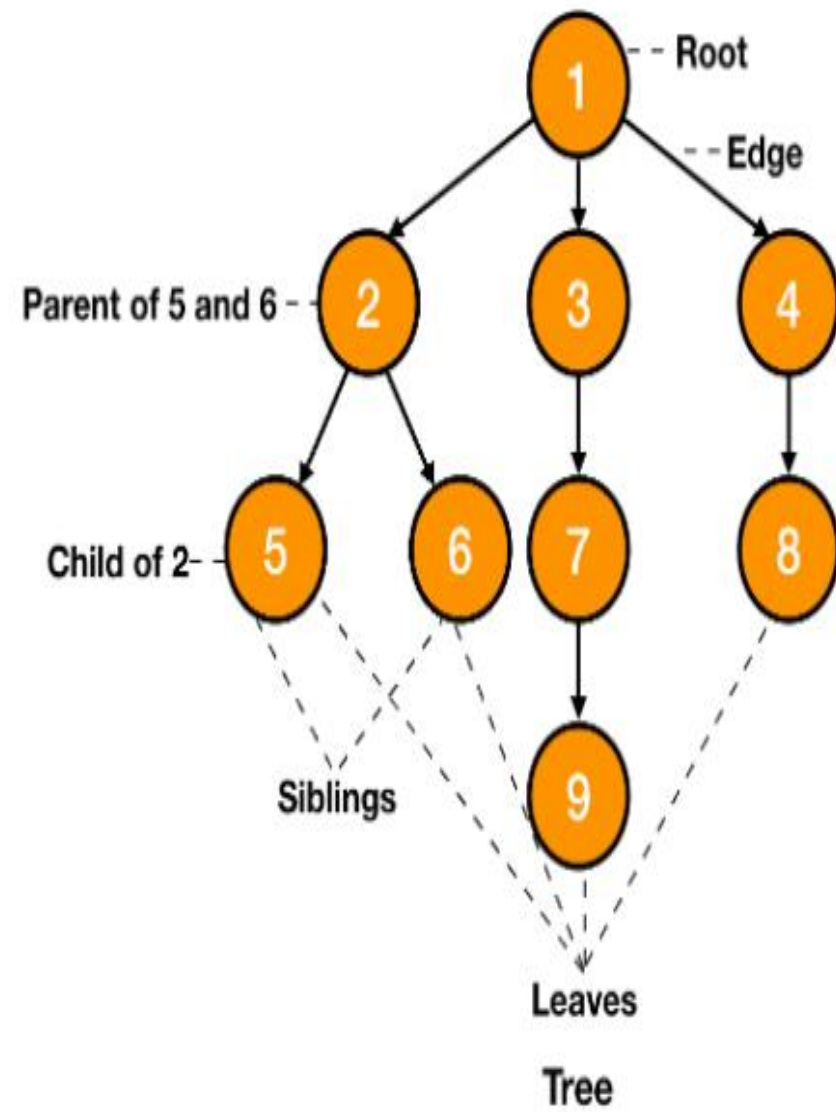 1
Root
Edge
Parent of 5 and 6
2
3
4
Child of 2
5
6
7
8
Siblings
9
Leaves
Tree